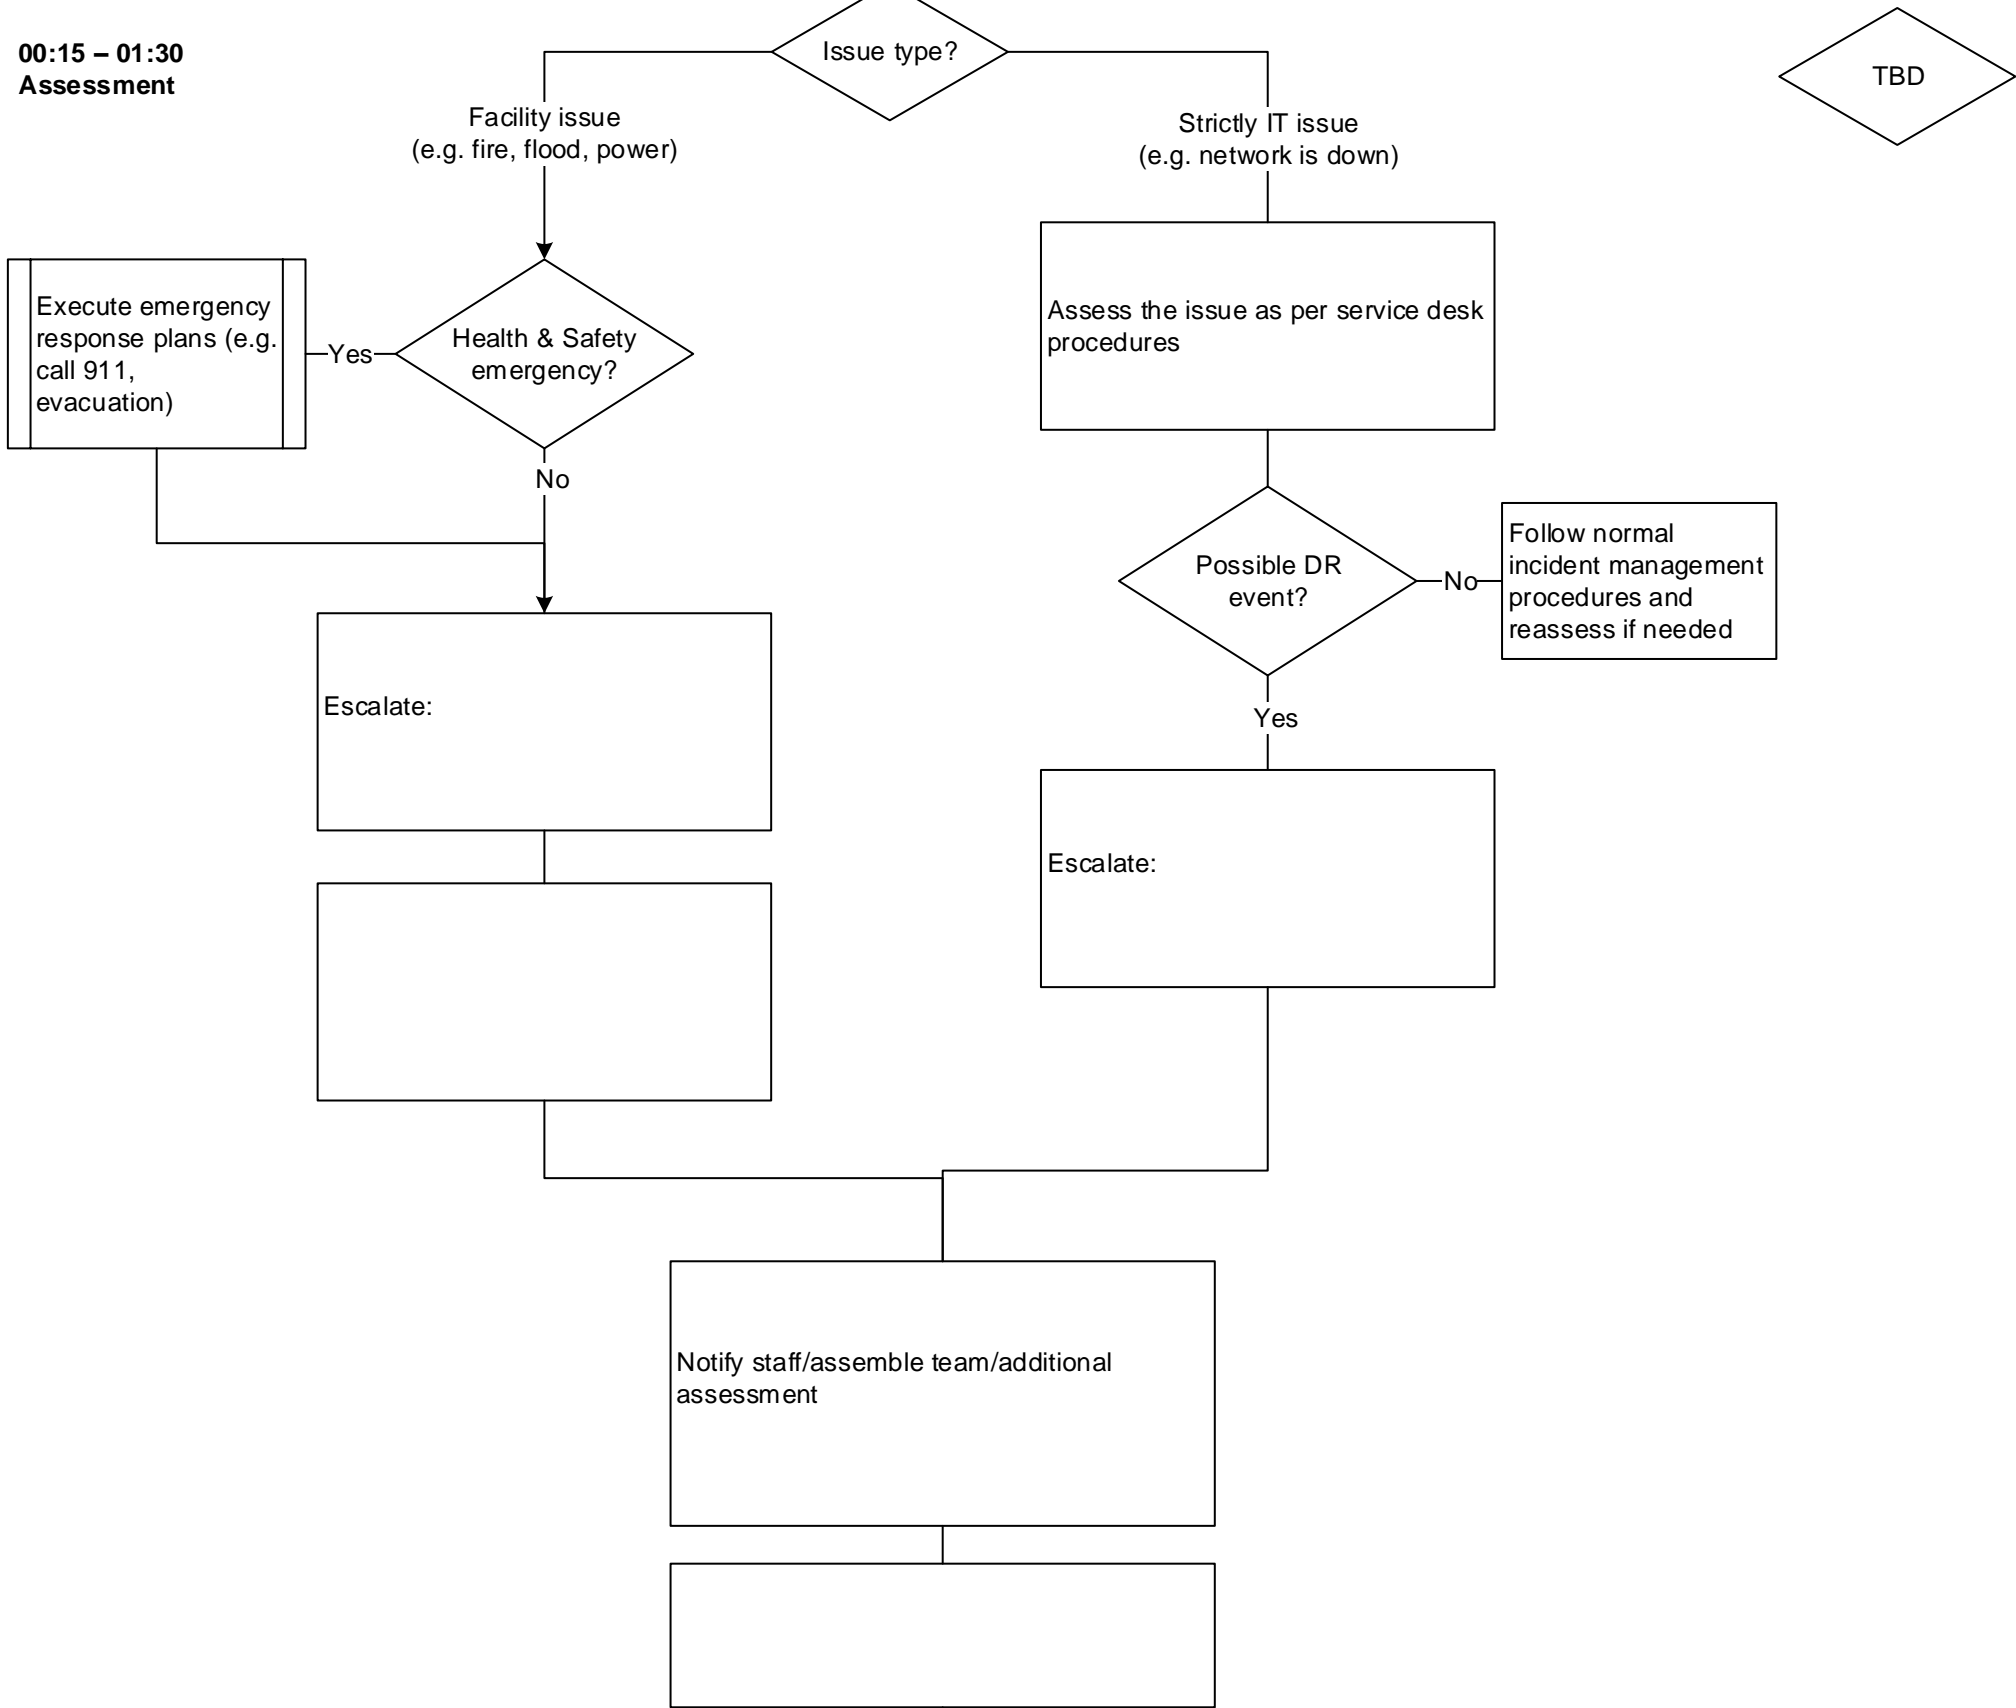 00:15 – 01:30
Assessment
Issue type?
TBD
Facility issue
(e.g. fire, flood, power)
Strictly IT issue
(e.g. network is down)
Execute emergency
response plans (e.g.
call 911,
evacuation)
Yes
Health & Safety
emergency?
No
Assess the issue as per service desk
procedures
Possible DR
event?
No
Follow normal
incident management
procedures and
reassess if needed
Yes
Escalate:
Escalate:
Notify staff/assemble team/additional
assessment